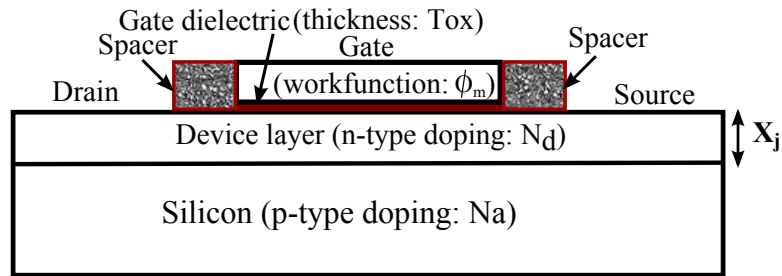 Gate dielectric (thickness: Tox)
Spacer
Gate
Spacer
(workfunction: ϕm)
Drain
Source
Device layer (n-type doping: Nd)
Xj
Silicon (p-type doping: Na)